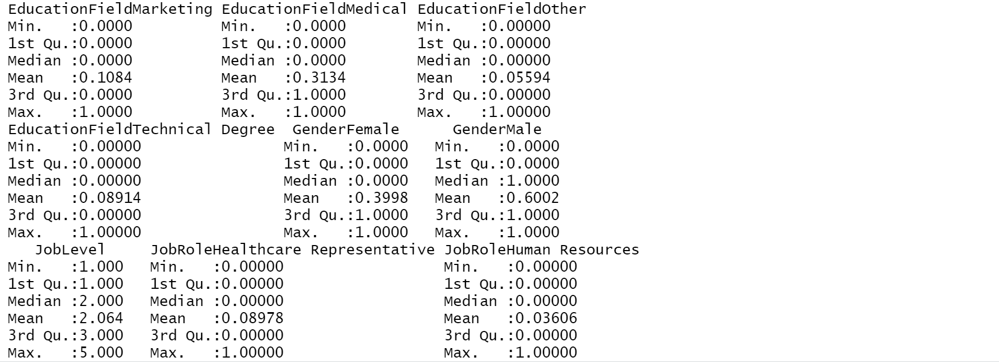 EducationFieldMarketing EducationFieldMedical EducationFieldOther
Min.   :0.0000          Min.   :0.0000        Min.   :0.00000
1st Qu.:0.0000          1st Qu.:0.0000        1st Qu.:0.00000
Median :0.0000          Median :0.0000        Median :0.00000
Mean   :0.1084          Mean   :0.3134        Mean   :0.05594
3rd Qu.:0.0000          3rd Qu.:1.0000        3rd Qu.:0.00000
Max.   :1.0000          Max.   :1.0000        Max.   :1.00000
EducationFieldTechnical Degree  GenderFemale      GenderMale
Min.   :0.00000                Min.   :0.0000   Min.   :0.0000
1st Qu.:0.00000                1st Qu.:0.0000   1st Qu.:0.0000
Median :0.00000                Median :0.0000   Median :1.0000
Mean   :0.08914                Mean   :0.3998   Mean   :0.6002
3rd Qu.:0.00000                3rd Qu.:1.0000   3rd Qu.:1.0000
Max.   :1.00000                Max.   :1.0000   Max.   :1.0000
   JobLevel     JobRoleHealthcare Representative JobRoleHuman Resources
Min.   :1.000   Min.   :0.00000                  Min.   :0.00000
1st Qu.:1.000   1st Qu.:0.00000                  1st Qu.:0.00000
Median :2.000   Median :0.00000                  Median :0.00000
Mean   :2.064   Mean   :0.08978                  Mean   :0.03606
3rd Qu.:3.000   3rd Qu.:0.00000                  3rd Qu.:0.00000
Max.   :5.000   Max.   :1.00000                  Max.   :1.00000